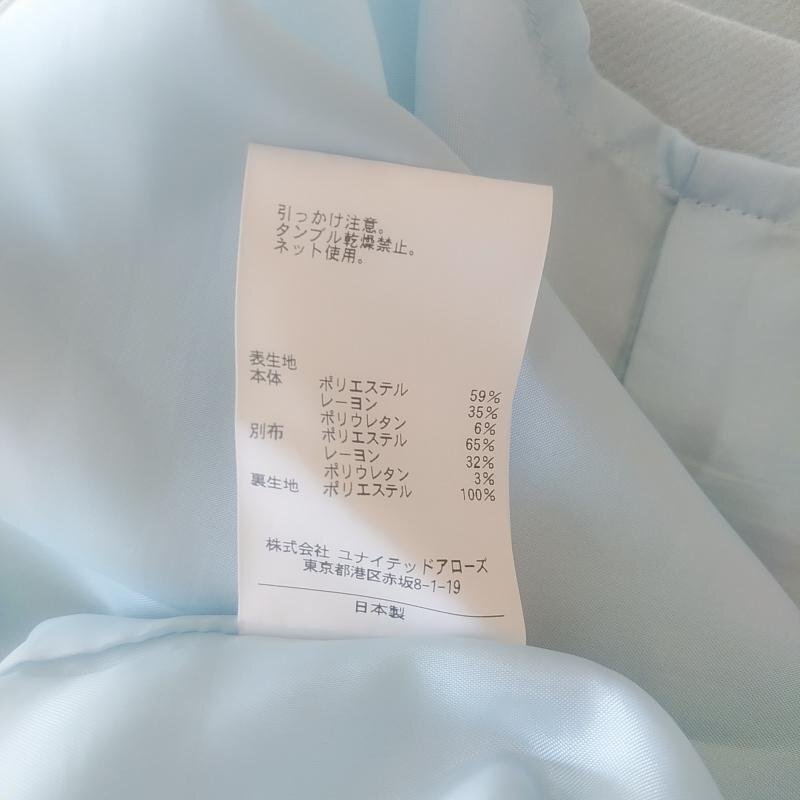 引っかけ注意。
タンブル乾燥禁止。
ネット使用。
表生地
本体 ポリエステル 59%
レーヨン 35%
ポリウレタン 6%
別布 ポリエステル 65%
レーヨン 32%
ポリウレタン 3%
裏生地 ポリエステル 100%
株式会社 ユナイテッドアローズ
東京都港区赤坂8-1-19
日本製